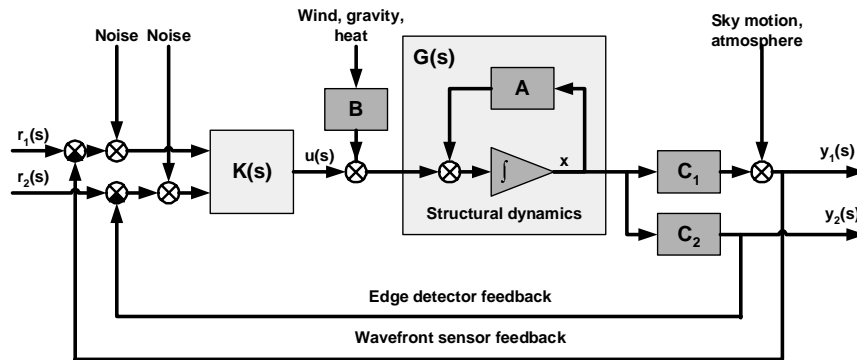 Wind, gravity,
heat
Sky motion,
atmosphere
Noise Noise
G(s)
A
B
r1(s)
r2(s)
K(s)
u(s)
∫
x
C1
y1(s)
Structural dynamics
C2
y2(s)
Edge detector feedback
Wavefront sensor feedback